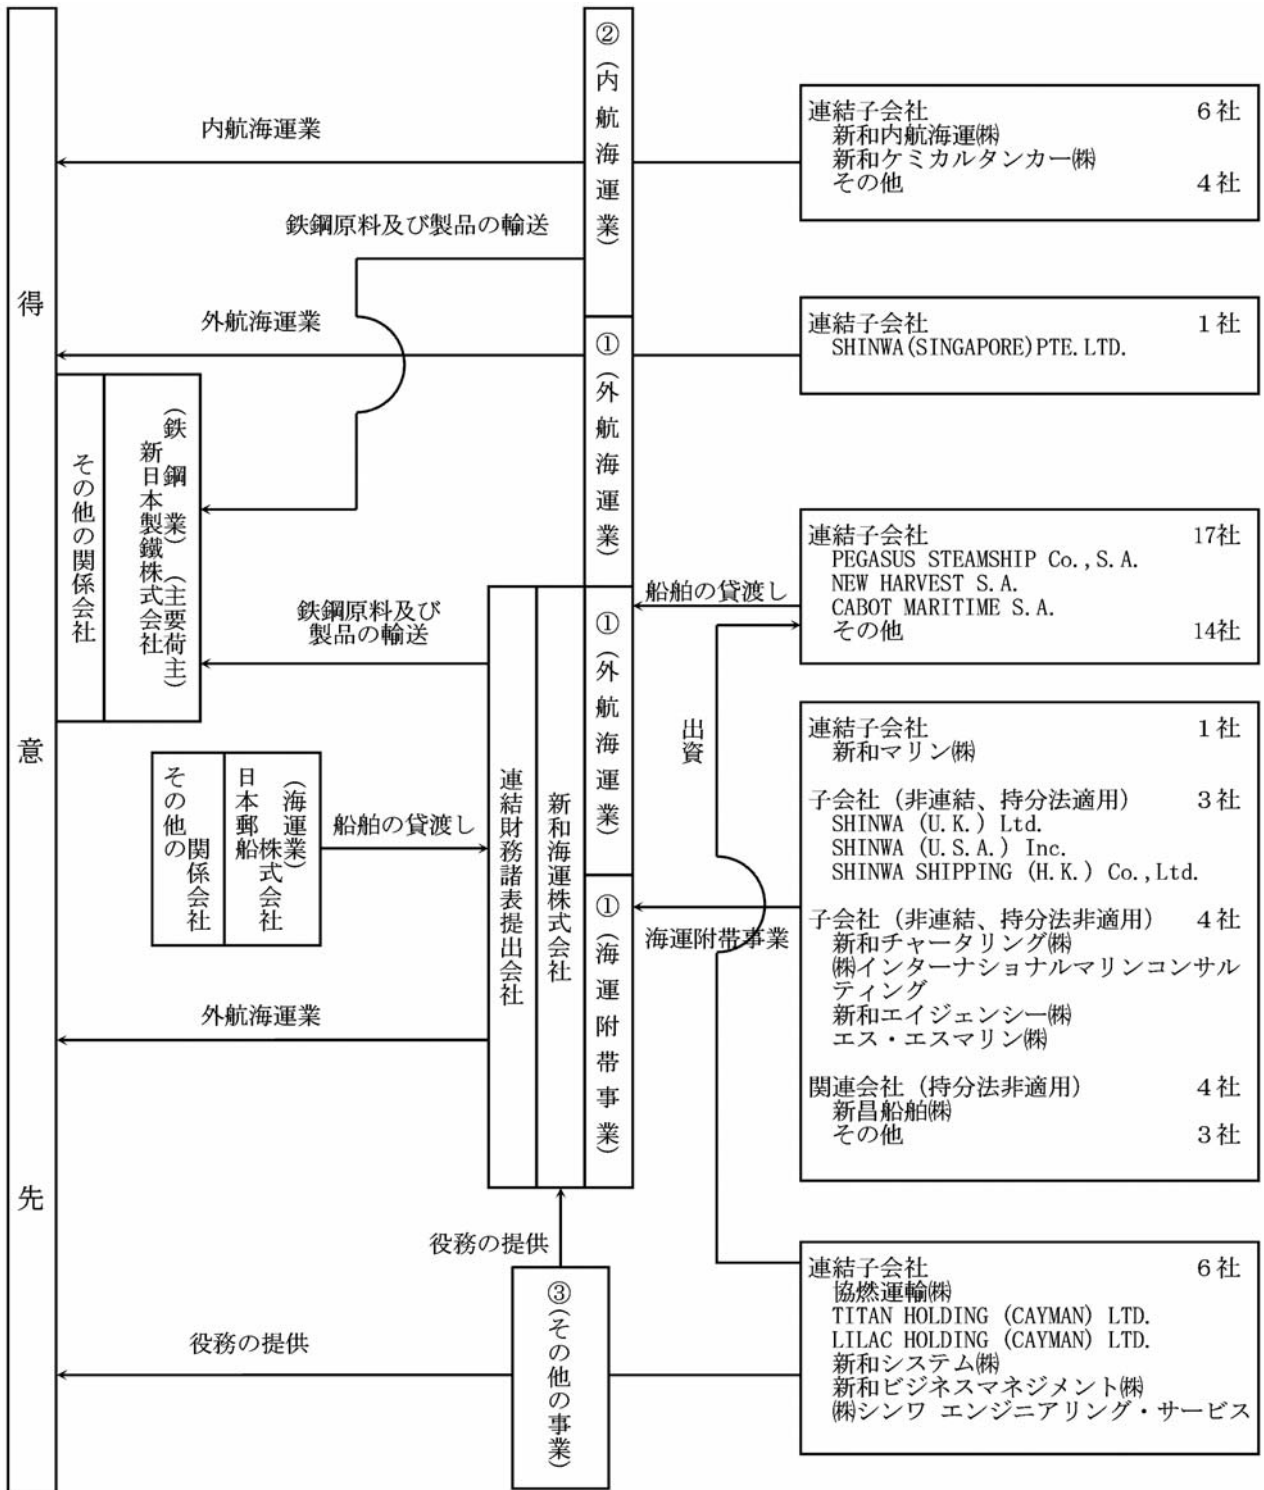 得意先
内航海運業
鉄鋼原料及び製品の輸送
外航海運業
(鉄鋼業)(主要荷主)
新日本製鐵株式会社
その他の関係会社
鉄鋼原料及び
製品の輸送
(海運業)
日本郵船株式会社
その他の関係会社
船舶の貸渡し
外航海運業
役務の提供
役務の提供
②(内航海運業)
①(外航海運業)
①(外航海運業)
①(海運附帯事業)
新和海運株式会社
連結財務諸表提出会社
③(その他の事業)
船舶の貸渡し
出資
海運附帯事業
連結子会社 6社
新和内航海運㈱
新和ケミカルタンカー㈱
その他 4社
連結子会社 1社
SHINWA(SINGAPORE)PTE.LTD.
連結子会社 17社
PEGASUS STEAMSHIP Co.,S.A.
NEW HARVEST S.A.
CABOT MARITIME S.A.
その他 14社
連結子会社 1社
新和マリン㈱
子会社(非連結、持分法適用) 3社
SHINWA (U.K.) Ltd.
SHINWA (U.S.A.) Inc.
SHINWA SHIPPING (H.K.) Co.,Ltd.
子会社(非連結、持分法非適用) 4社
新和チャータリング㈱
㈱インターナショナルマリンコンサル
ティング
新和エイジェンシー㈱
エス・エスマリン㈱
関連会社(持分法非適用) 4社
新昌船舶㈱
その他 3社
連結子会社 6社
協燃運輸㈱
TITAN HOLDING (CAYMAN) LTD.
LILAC HOLDING (CAYMAN) LTD.
新和システム㈱
新和ビジネスマネジメント㈱
㈱シンワ エンジニアリング・サービス